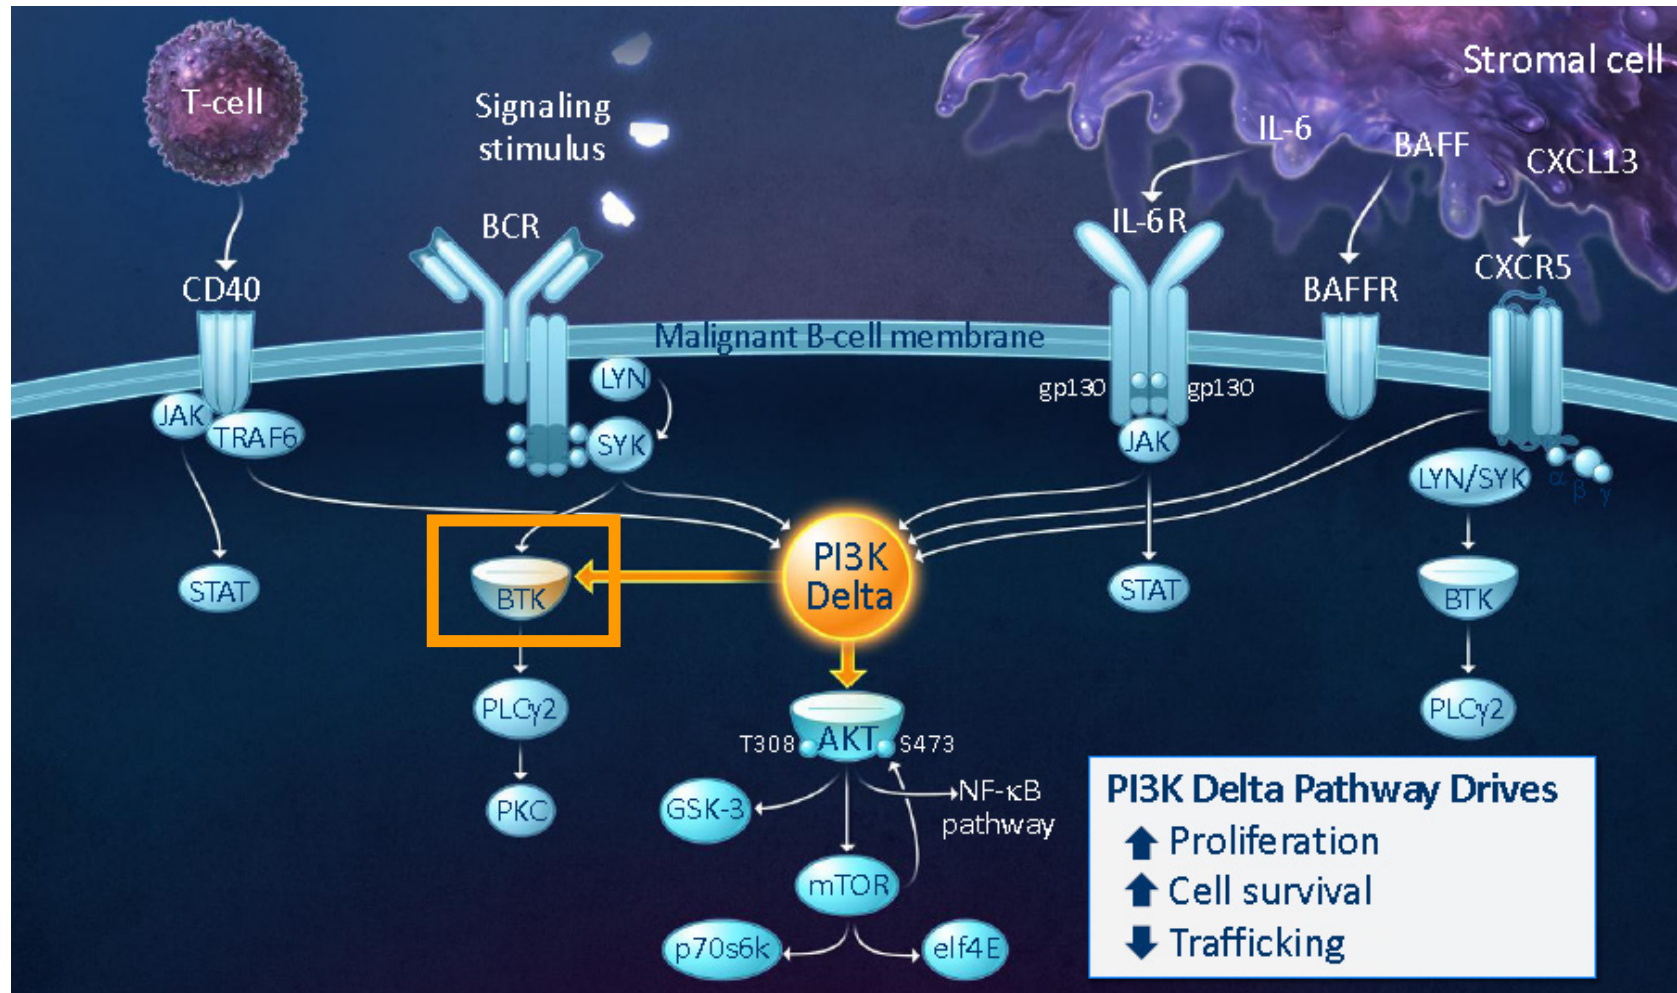 T-cell
Signaling
stimulus
Stromal cell
IL-6
BAFF
CXCL13
BCR
IL-6R
CD40
BAFFR
CXCR5
Malignant B-cell membrane
LYN
gp130
gp130
JAK
TRAF6
SYK
JAK
LYN/SYK
α
β
γ
PI3K
Delta
STAT
BTK
STAT
BTK
PLCγ2
PLCγ2
T308
AKT
S473
GSK-3
NF-κB
pathway
PKC
mTOR
p70s6k
elf4E
PI3K Delta Pathway Drives
Proliferation
Cell survival
Trafficking